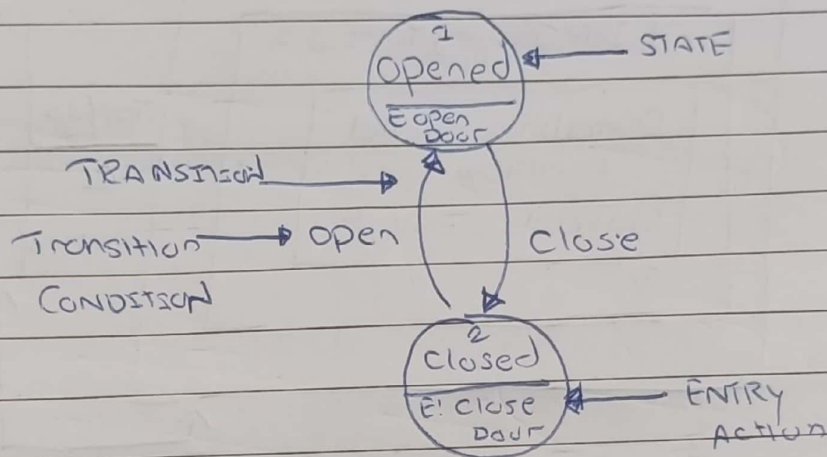 1
Opened
STATE
E open
Door
TRANSITION
Transition
open
Close
CONDITION
2
Closed
E: Close
Door
ENTRY
ACTION